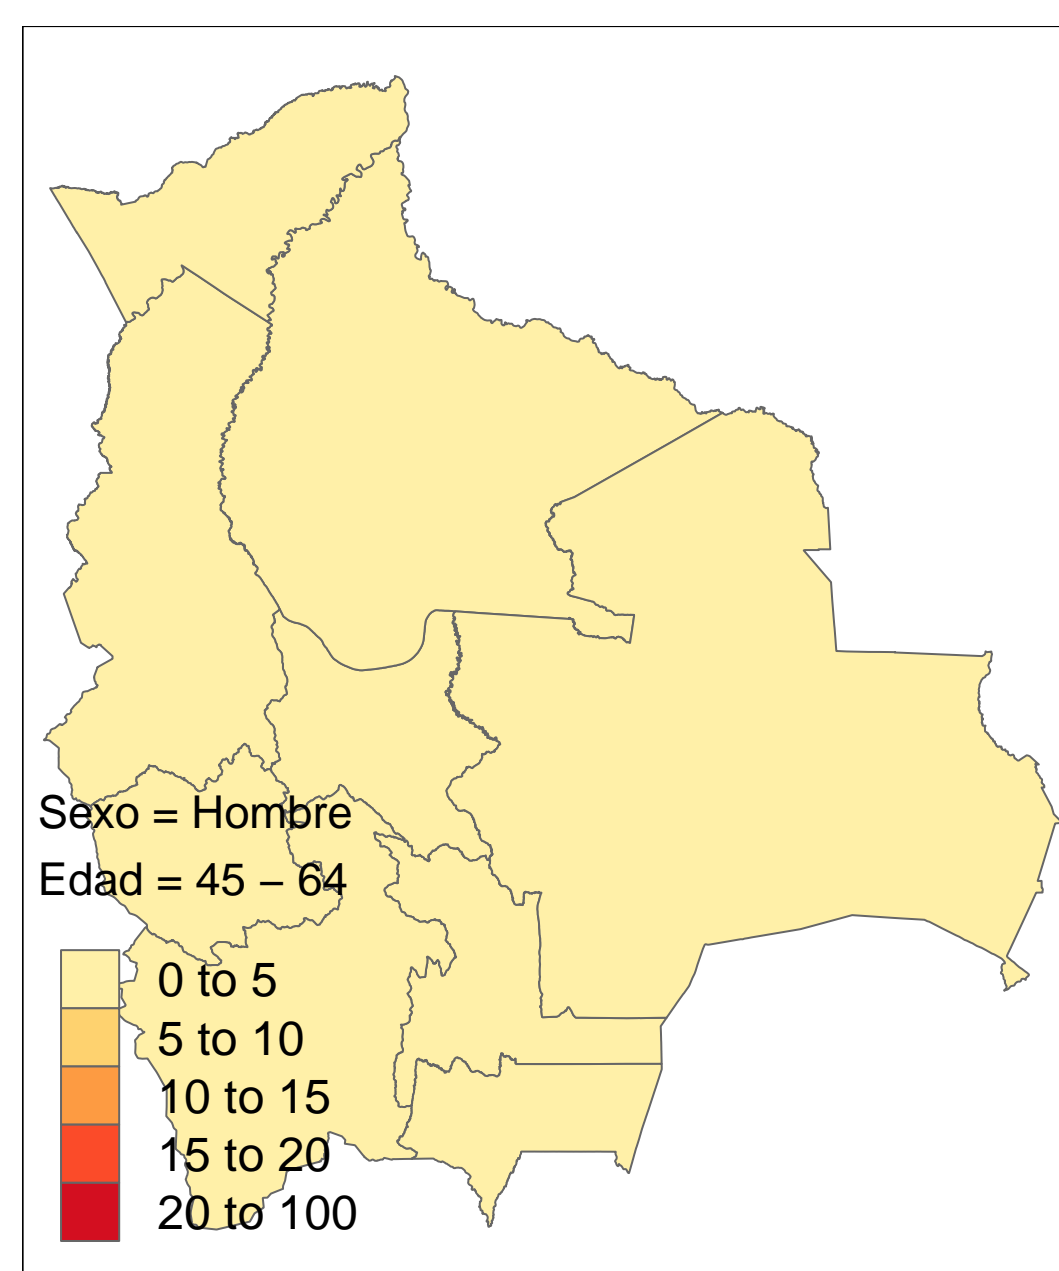 Sexo = Hombre
Edad = 45 – 64
0 to 5
5 to 10
10 to 15
15 to 20
20 to 100